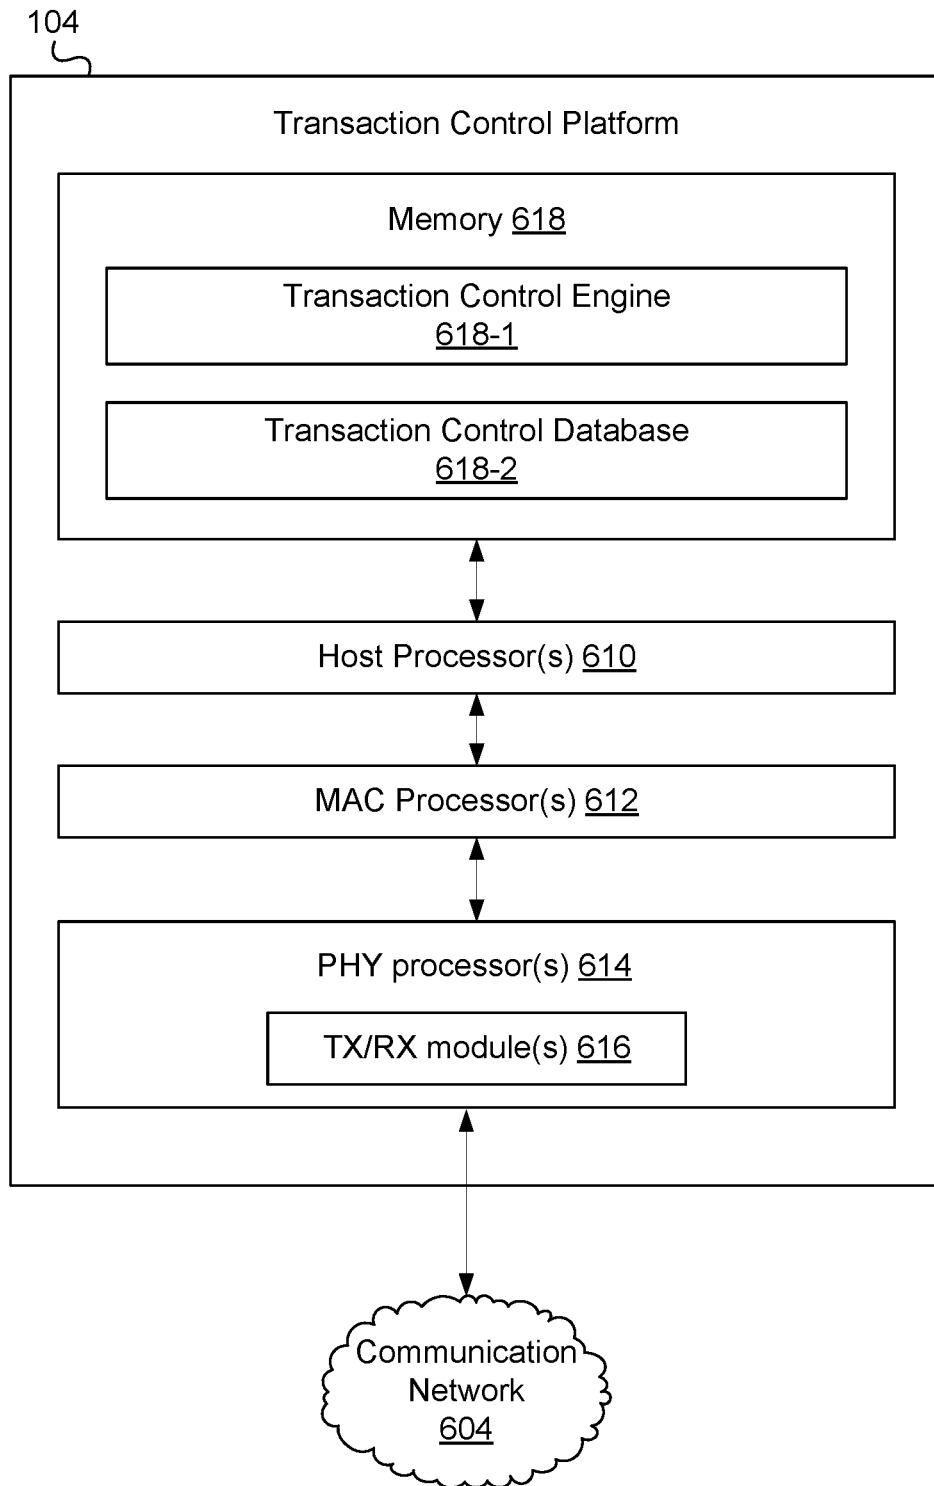 104
Transaction Control Platform
Memory 618
Transaction Control Engine
618-1
Transaction Control Database
618-2
Host Processor(s) 610
MAC Processor(s) 612
PHY processor(s) 614
TX/RX module(s) 616
Communication
Network
604